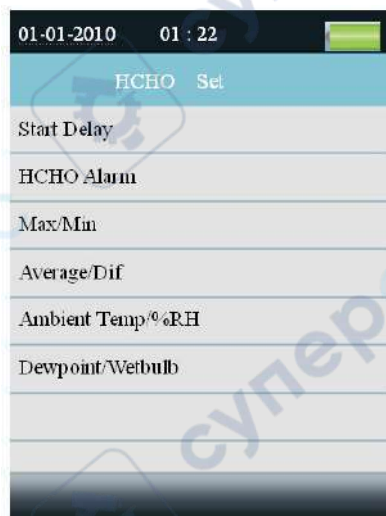 01-01-2010 01 : 22
HCHO Set
Start Delay
HCHO Alarm
Max/Min
Average/Dif
Ambient Temp/%RH
Dewpoint/Wetbulb
супер